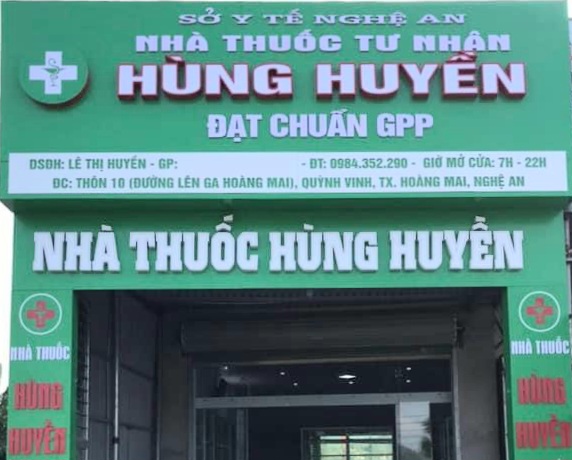 SỞ Y TẾ NGHỆ AN
NHÀ THUỐC TƯ NHÂN
HÙNG HUYỀN
ĐẠT CHUẨN GPP
DSĐH: LÊ THỊ HUYỀN - GP: - ĐT: 0984.352.290 - GIỜ MỞ CỬA: 7H - 22H
ĐC: THÔN 10 (ĐƯỜNG LÊN GA HOÀNG MAI), QUỲNH VINH, TX. HOÀNG MAI, NGHỆ AN
NHÀ THUỐC HÙNG HUYỀN
NHÀ THUỐC
HÙNG
HUYỀN
NHÀ THUỐC
HÙNG
HUYỀN